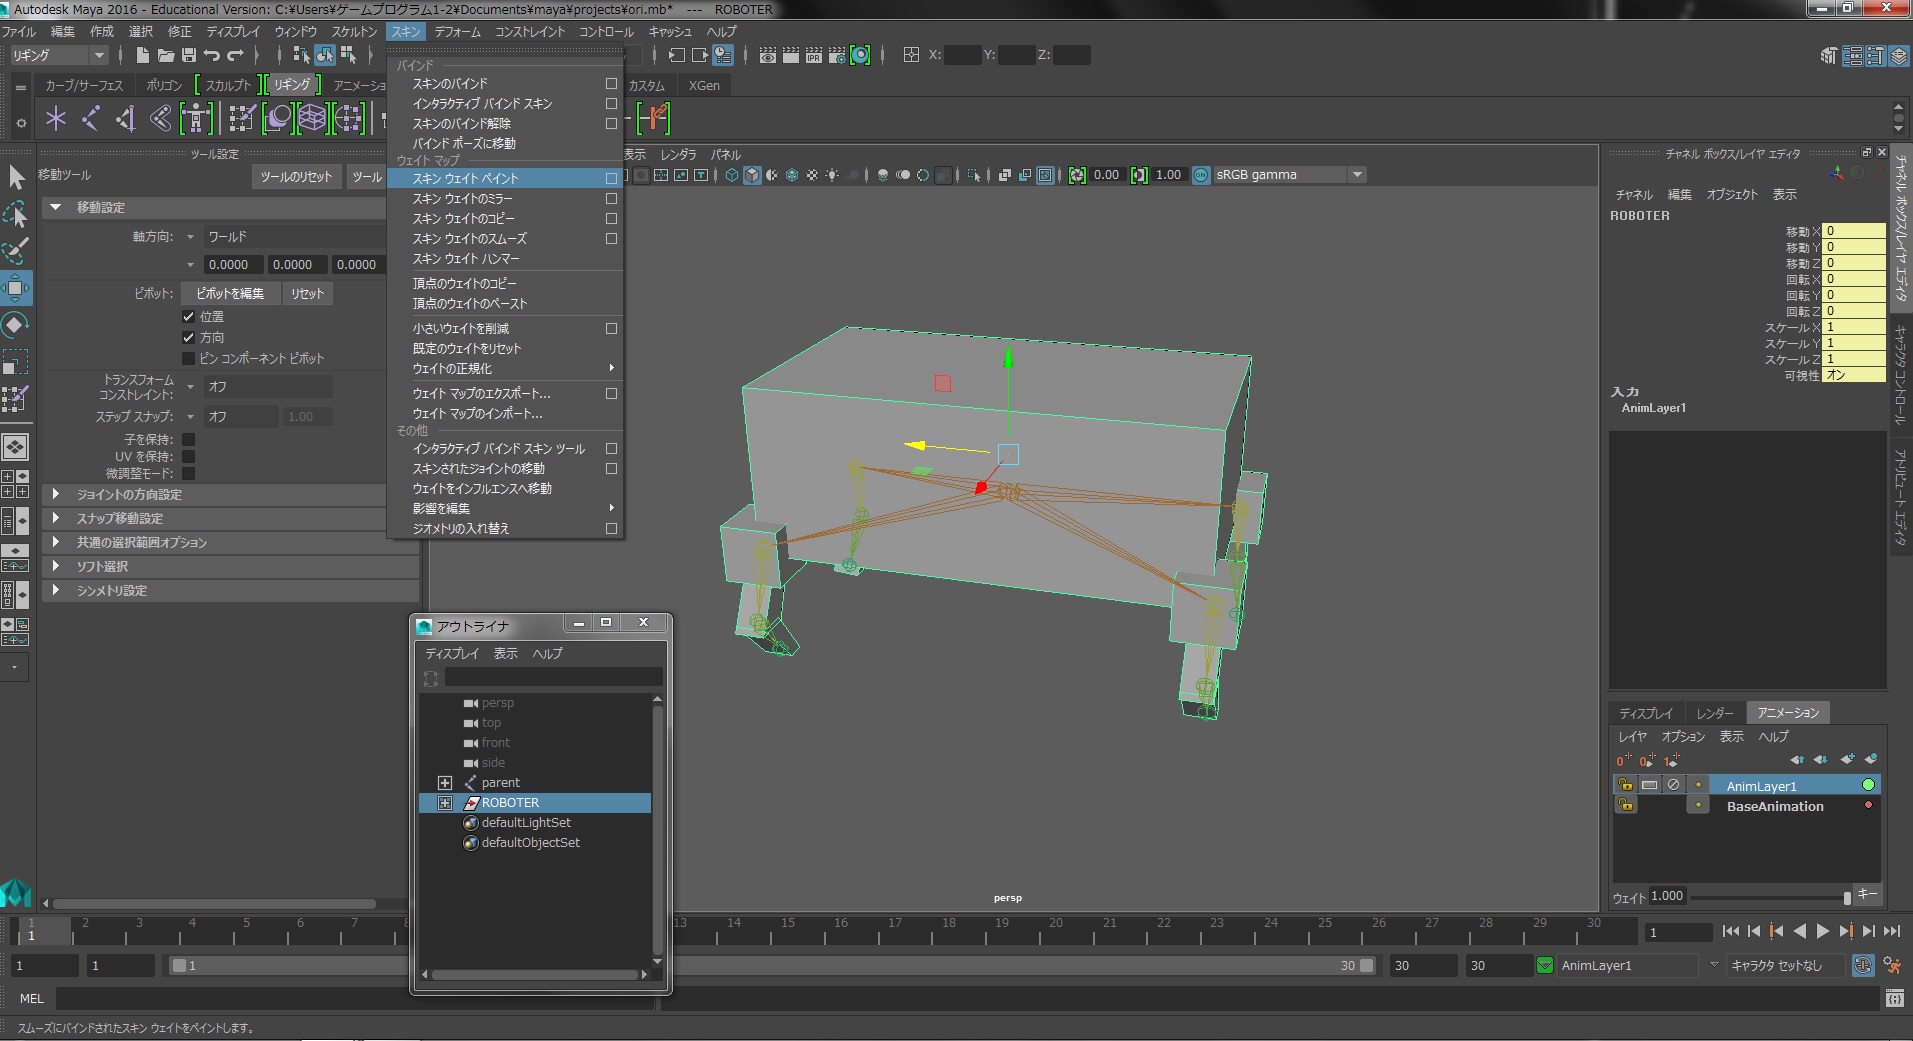 Autodesk Maya 2016 - Educational Version: C:¥Users¥ゲームプログラム1-2¥Documents¥maya¥projects¥ori.mb* --- ROBOTER
ファイル 編集 作成 選択 修正 ディスプレイ ウィンドウ スケルトン スキン デフォーム コンストレイント コントロール キャッシュ ヘルプ
リギング X: Y: Z:
カーブ/サーフェス ポリゴン スカルプト リギング アニメーショ カスタム XGen
バインド
スキンのバインド
インタラクティブ バインド スキン
スキンのバインド解除
バインド ポーズに移動
ウェイト マップ
スキン ウェイト ペイント
スキン ウェイトのミラー
スキン ウェイトのコピー
スキン ウェイトのスムーズ
スキン ウェイト ハンマー
頂点のウェイトのコピー
頂点のウェイトのペースト
小さいウェイトを削減
既定のウェイトをリセット
ウェイトの正規化
ウェイト マップのエクスポート...
ウェイト マップのインポート...
その他
インタラクティブ バインド スキン ツール
スキンされたジョイントの移動
ウェイトをインフルエンスへ移動
影響を編集
ジオメトリの入れ替え
ツール設定
移動ツール ツールのリセット ツール
移動設定
軸方向: ワールド
0.0000 0.0000 0.0000
ピボット: ピボットを編集 リセット
位置
方向
ピン コンポーネント ピボット
トランスフォーム
コンストレイント: オフ
ステップ スナップ: オフ 1.00
子を保持:
UV を保持:
微調整モード:
ジョイントの方向設定
スナップ移動設定
共通の選択範囲オプション
ソフト選択
シンメトリ設定
表示 レンダラ パネル
0.00 1.00 ON sRGB gamma
persp
アウトライナ
ディスプレイ 表示 ヘルプ
persp
top
front
side
parent
ROBOTER
defaultLightSet
defaultObjectSet
チャネル ボックス/レイヤ エディタ
チャネル 編集 オブジェクト 表示
ROBOTER
移動 X 0
移動 Y 0
移動 Z 0
回転 X 0
回転 Y 0
回転 Z 0
スケール X 1
スケール Y 1
スケール Z 1
可視性 オン
入力
AnimLayer1
チャネル ボックス/レイヤ エディタ
キャラクタ コントロール
アトリビュート エディタ
ディスプレイ レンダー アニメーション
レイヤ オプション 表示 ヘルプ
AnimLayer1
BaseAnimation
ウェイト 1.000 キー
1 2 3 4 5 6 7 8 13 14 15 16 17 18 19 20 21 22 23 24 25 26 27 28 29 30
1 1
1 1 1 30 30 30 AnimLayer1 キャラクタ セットなし
MEL
スムーズにバインドされたスキン ウェイトをペイントします。